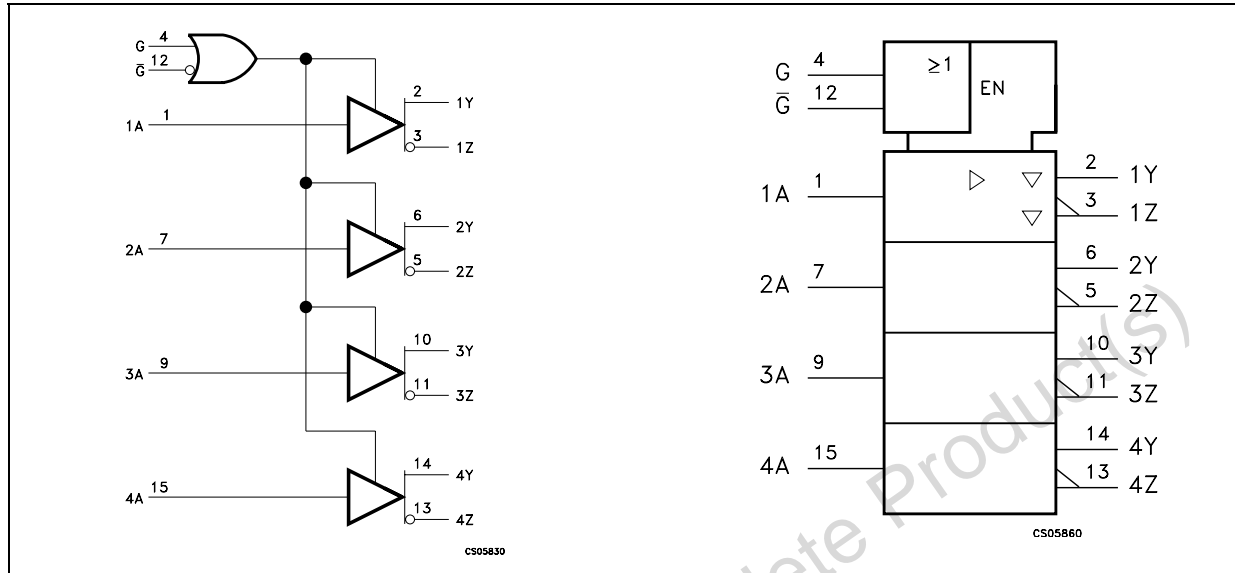 G 4
G̅ 12
1A 1
2 1Y
3 1Z
2A 7
6 2Y
5 2Z
3A 9
10 3Y
11 3Z
4A 15
14 4Y
13 4Z
CS05830
G 4
G̅ 12
≥1
EN
1A 1
2 1Y
3 1Z
2A 7
6 2Y
5 2Z
3A 9
10 3Y
11 3Z
4A 15
14 4Y
13 4Z
CS05860
lete Product(s)